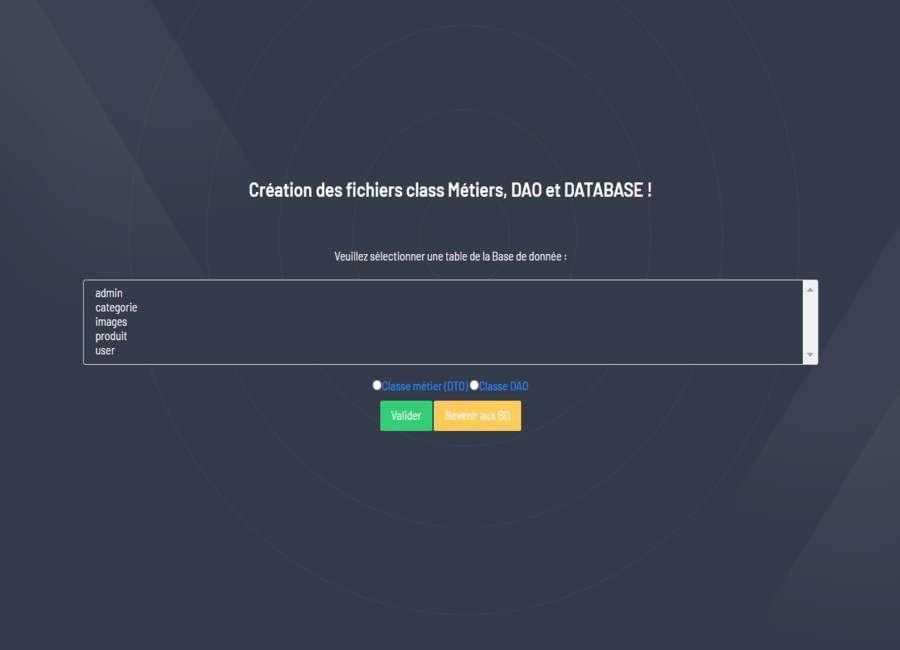 Création des fichiers class Métiers, DAO et DATABASE !
Veuillez sélectionner une table de la Base de donnée :
admin
categorie
images
produit
user
Classe métier (DTO) Classe DAO
Valider Revenir aux BD